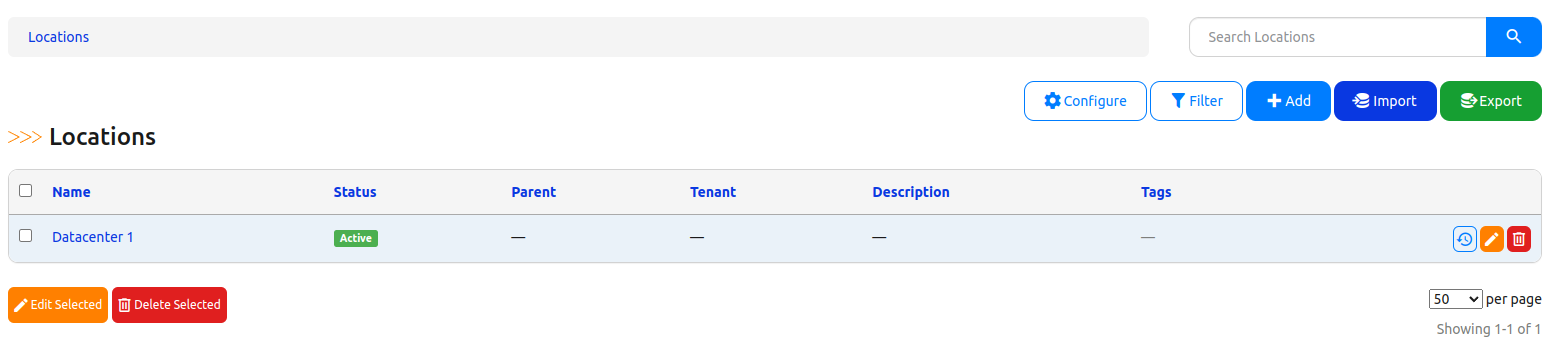 Locations
Search Locations
Configure Filter Add Import Export
>>> Locations
Name Status Parent Tenant Description Tags
Datacenter 1 Active — — — —
Edit Selected Delete Selected
50 per page
Showing 1-1 of 1